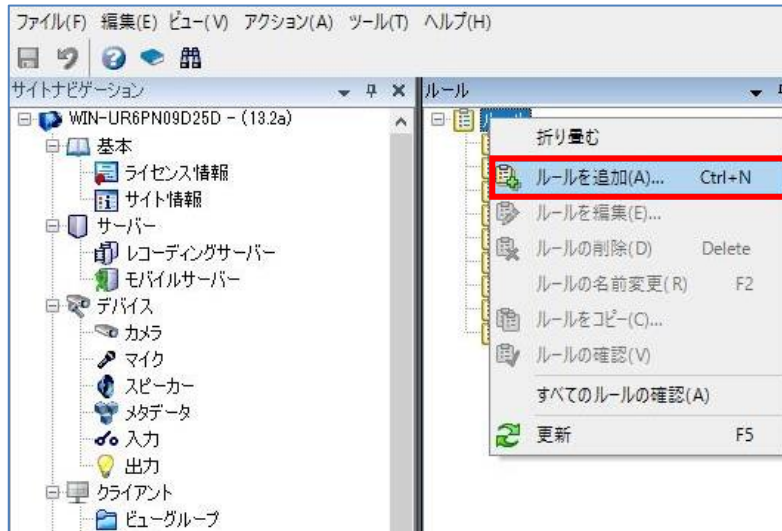 ファイル(F) 編集(E) ビュー(V) アクション(A) ツール(T) ヘルプ(H)
サイトナビゲーション
WIN-UR6PN09D25D - (13.2a)
基本
ライセンス情報
サイト情報
サーバー
レコーディングサーバー
モバイルサーバー
デバイス
カメラ
マイク
スピーカー
メタデータ
入力
出力
クライアント
ビューグループ
ルール
折り畳む
ルールを追加(A)... Ctrl+N
ルールを編集(E)...
ルールの削除(D) Delete
ルールの名前変更(R) F2
ルールをコピー(C)...
ルールの確認(V)
すべてのルールの確認(A)
更新 F5